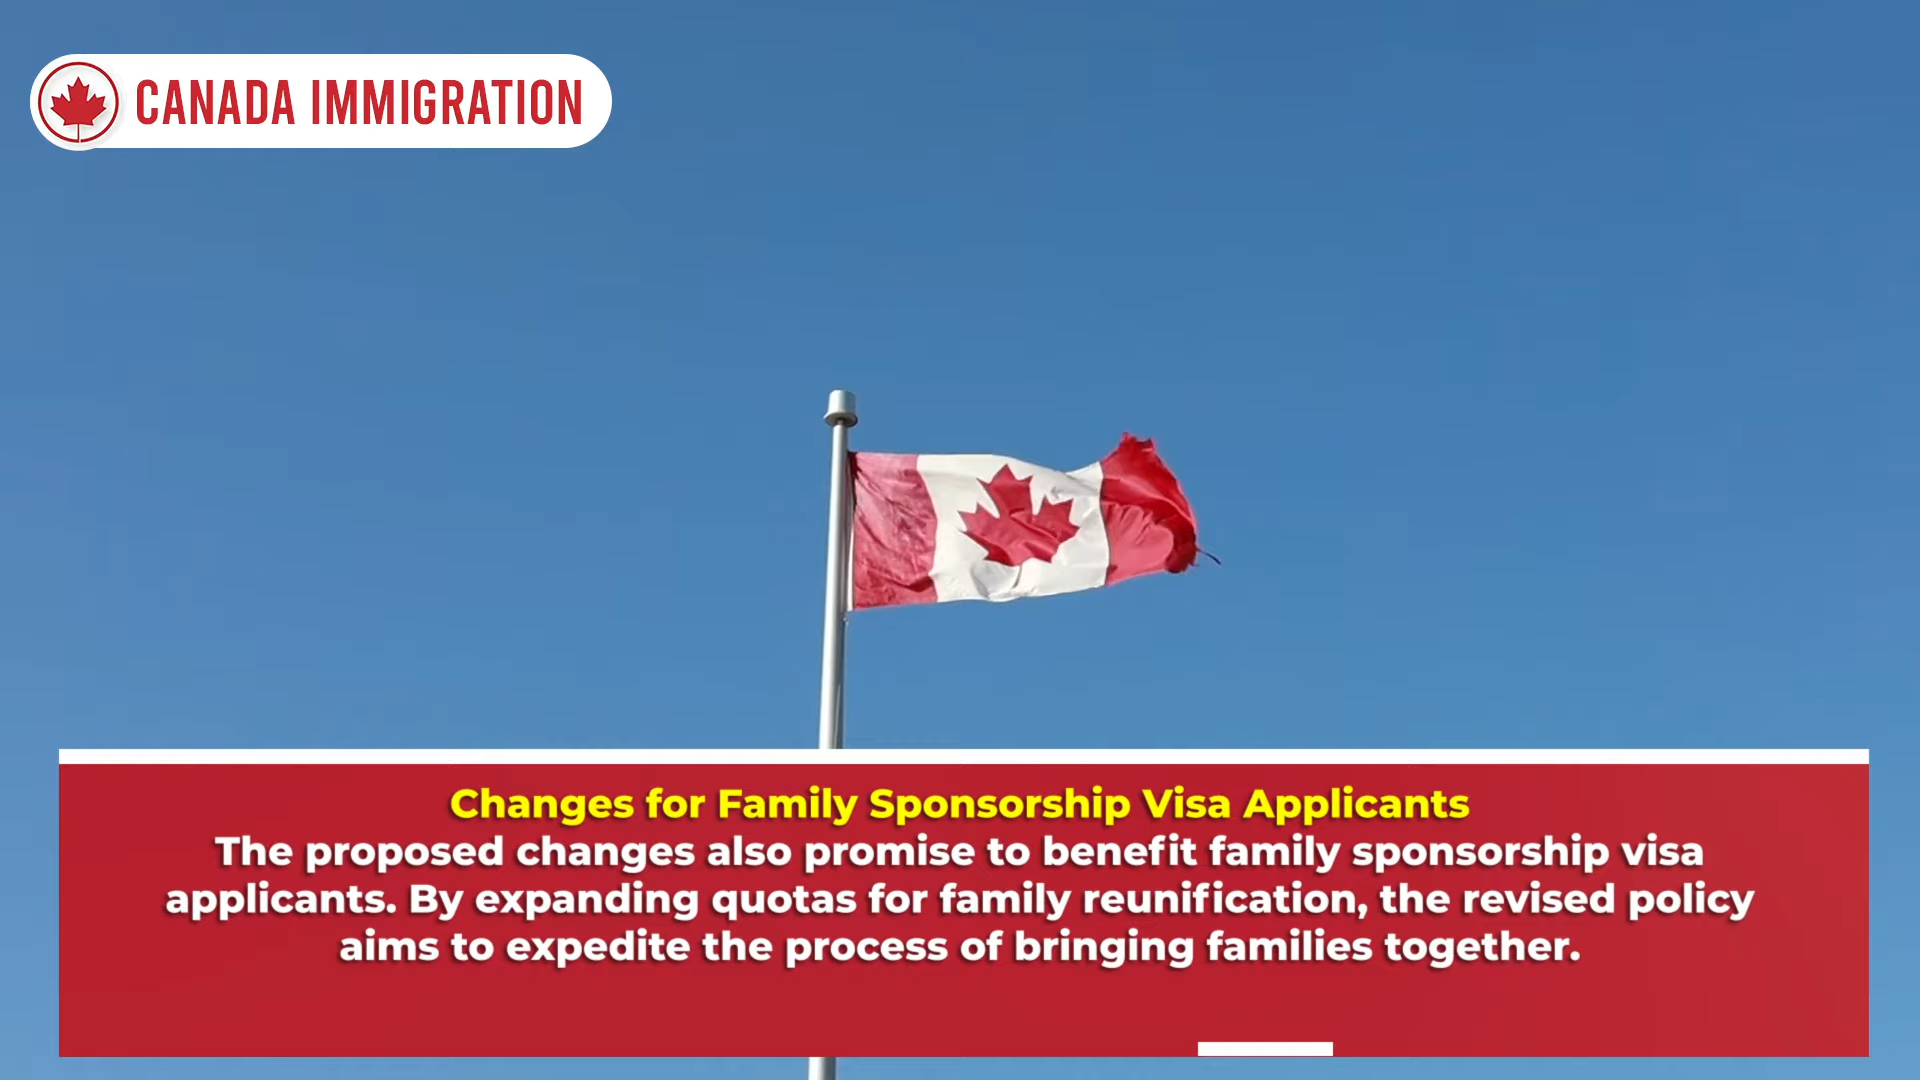 CANADA IMMIGRATION
Changes for Family Sponsorship Visa Applicants
The proposed changes also promise to benefit family sponsorship visa
applicants. By expanding quotas for family reunification, the revised policy
aims to expedite the process of bringing families together.